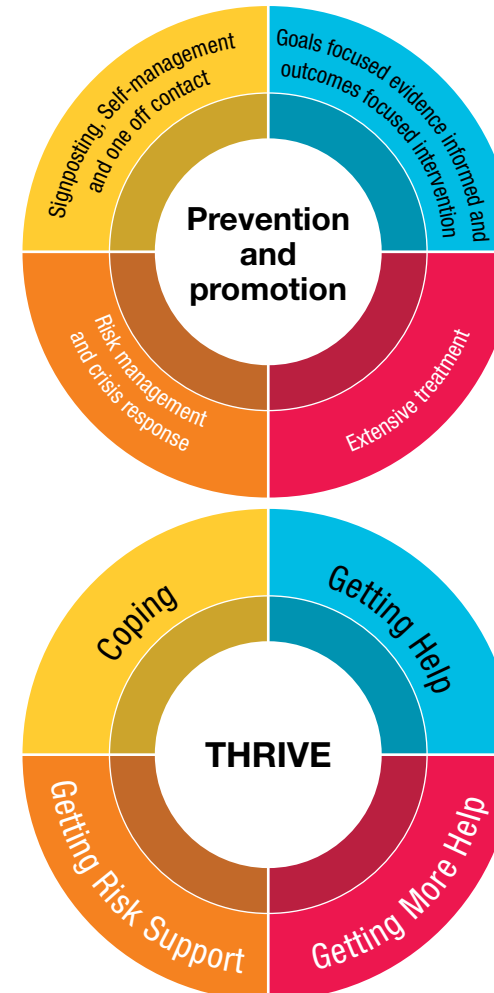 Signposting, Self-management
and one off contact
Goals focused evidence informed and
outcomes focused intervention
Prevention
and
promotion
Risk management
and crisis response
Extensive treatment
Coping
Getting Help
THRIVE
Getting Risk Support
Getting More Help